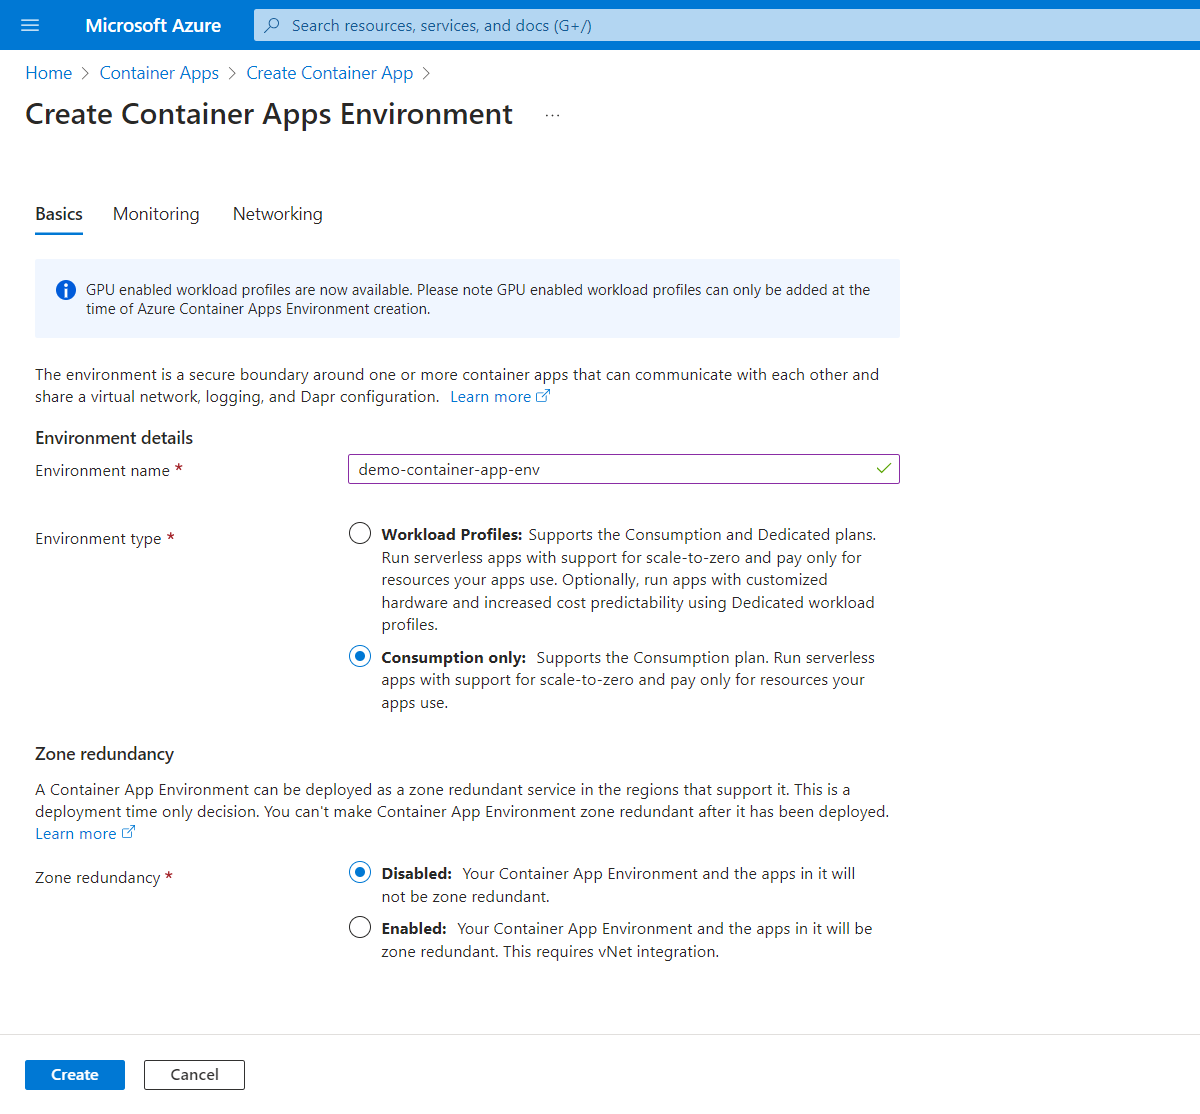 Microsoft Azure
Search resources, services, and docs (G+/)
Home > Container Apps > Create Container App >
Create Container Apps Environment ...
Basics Monitoring Networking
GPU enabled workload profiles are now available. Please note GPU enabled workload profiles can only be added at the
time of Azure Container Apps Environment creation.
The environment is a secure boundary around one or more container apps that can communicate with each other and
share a virtual network, logging, and Dapr configuration. Learn more
Environment details
Environment name *
demo-container-app-env
Environment type *
Workload Profiles: Supports the Consumption and Dedicated plans.
Run serverless apps with support for scale-to-zero and pay only for
resources your apps use. Optionally, run apps with customized
hardware and increased cost predictability using Dedicated workload
profiles.
Consumption only: Supports the Consumption plan. Run serverless
apps with support for scale-to-zero and pay only for resources your
apps use.
Zone redundancy
A Container App Environment can be deployed as a zone redundant service in the regions that support it. This is a
deployment time only decision. You can't make Container App Environment zone redundant after it has been deployed.
Learn more
Zone redundancy *
Disabled: Your Container App Environment and the apps in it will
not be zone redundant.
Enabled: Your Container App Environment and the apps in it will be
zone redundant. This requires vNet integration.
Create Cancel